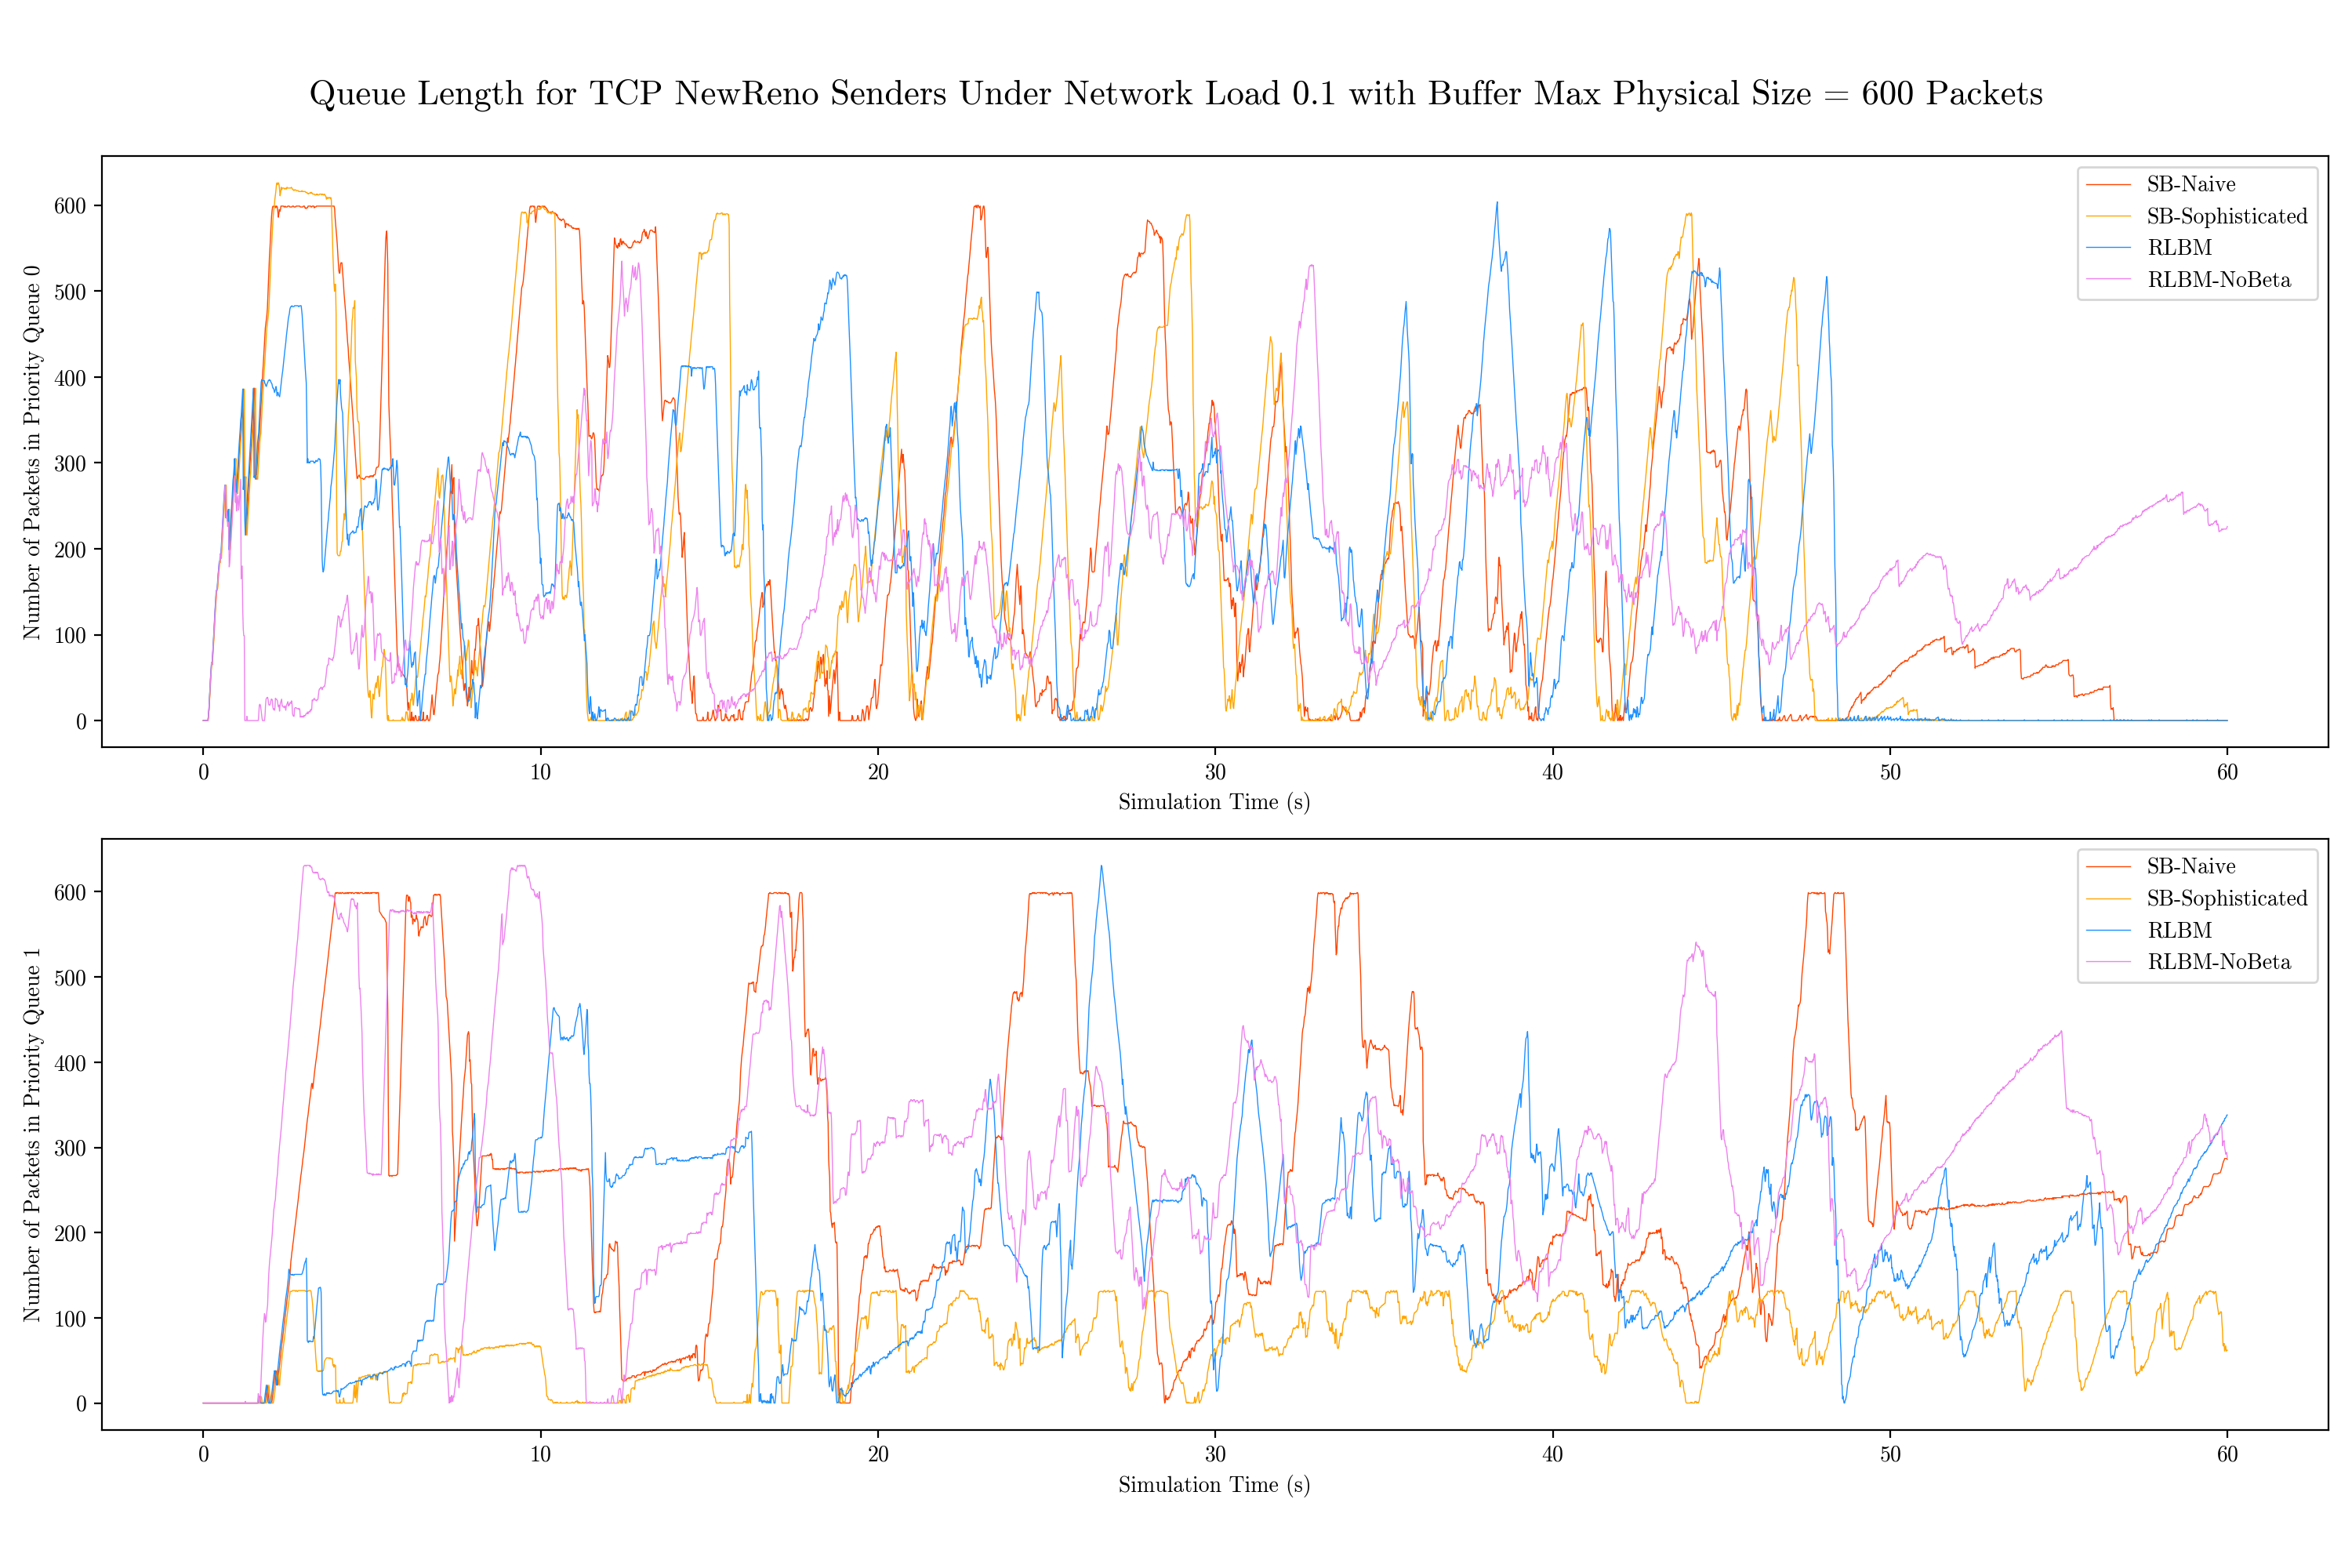 Queue Length for TCP NewReno Senders Under Network Load 0.1 with Buffer Max Physical Size = 600 Packets
Number of Packets in Priority Queue 0
600
500
400
300
200
100
0
SB-Naive
SB-Sophisticated
RLBM
RLBM-NoBeta
0 10 20 30 40 50 60
Simulation Time (s)
Number of Packets in Priority Queue 1
600
500
400
300
200
100
0
SB-Naive
SB-Sophisticated
RLBM
RLBM-NoBeta
0 10 20 30 40 50 60
Simulation Time (s)